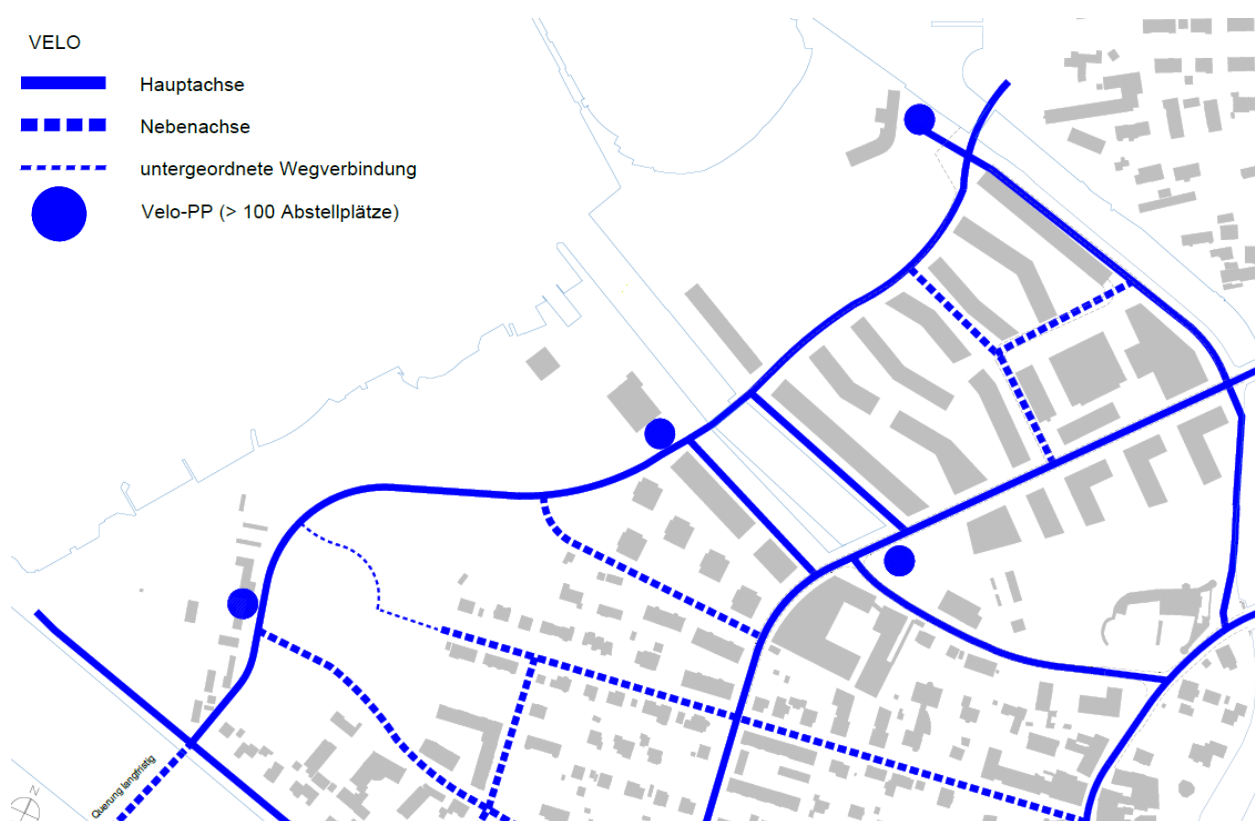 VELO
Hauptachse
Nebenachse
untergeordnete Wegverbindung
Velo-PP (> 100 Abstellplätze)
Querung langfristig
N